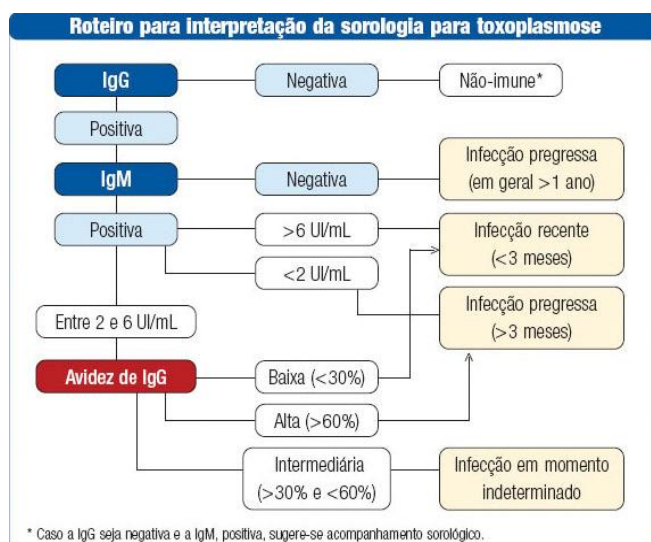 Roteiro para interpretação da sorologia para toxoplasmose
IgG
Negativa
Não-imune*
Positiva
IgM
Negativa
Infecção pregressa
(em geral >1 ano)
Positiva
>6 UI/mL
Infecção recente
(<3 meses)
<2 UI/mL
Infecção pregressa
(>3 meses)
Entre 2 e 6 UI/mL
Avidez de IgG
Baixa (<30%)
Alta (>60%)
Intermediária
(>30% e <60%)
Infecção em momento
indeterminado
* Caso a IgG seja negativa e a IgM, positiva, sugere-se acompanhamento sorológico.